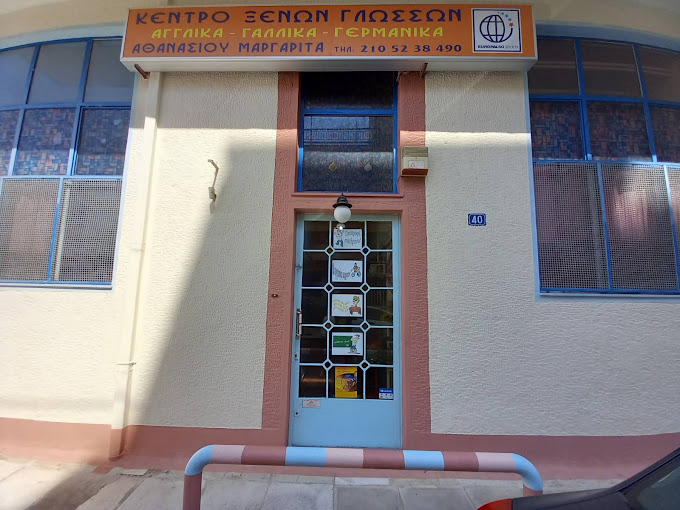 ΚΕΝΤΡΟ ΞΕΝΩΝ ΓΛΩΣΣΩΝ
ΑΓΓΛΙΚΑ - ΓΑΛΛΙΚΑ - ΓΕΡΜΑΝΙΚΑ
ΑΘΑΝΑΣΙΟΥ ΜΑΡΓΑΡΙΤΑ ΤΗΛ. 210 52 38 490
40